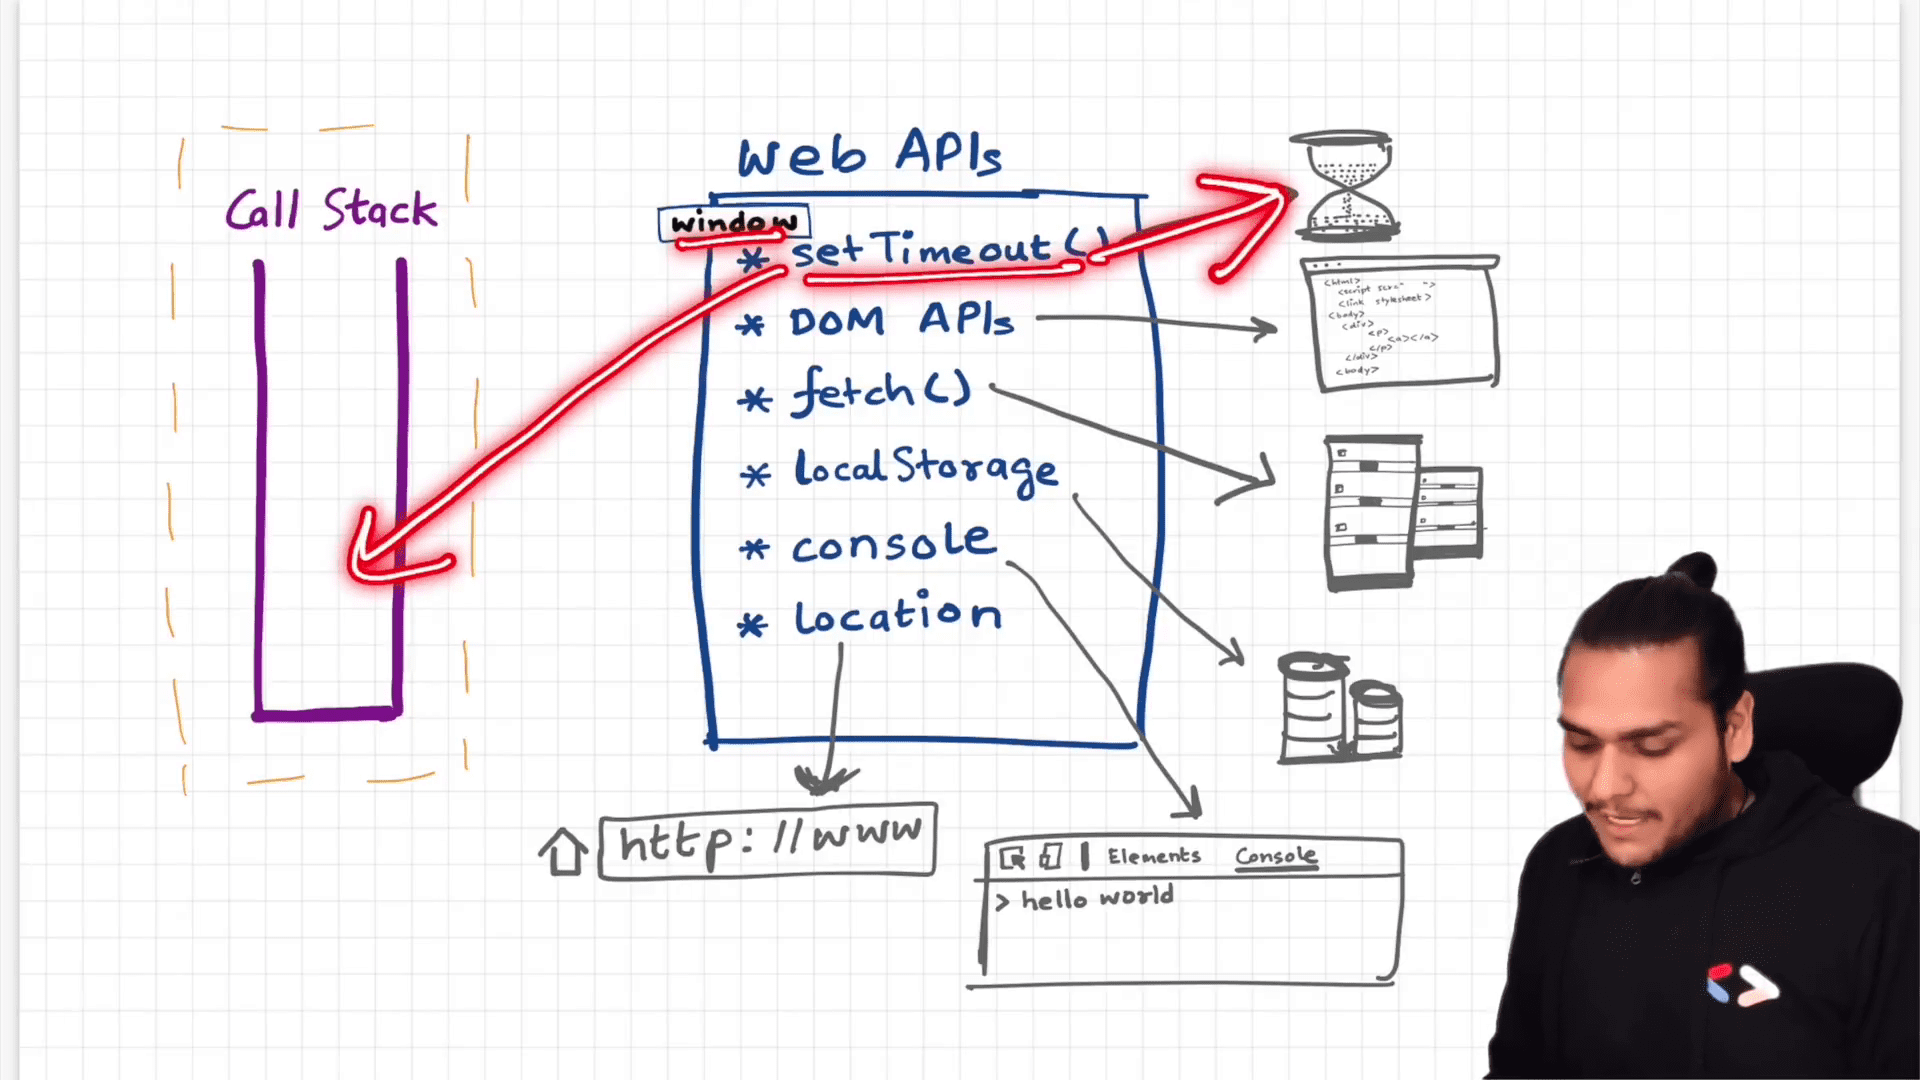 Call Stack
Web APIs
window
* setTimeout()
* DOM APIs
* fetch()
* localStorage
* console
* location
http://www
<html>
<script scr=" ">
<link stylesheet>
<body>
<div>
<p>
<a></a>
</p>
</div>
<body>
Elements Console
> hello world